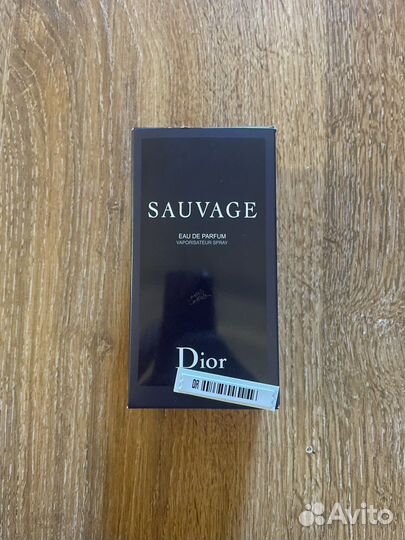 SAUVAGE
EAU DE PARFUM
VAPORISATEUR SPRAY
Dior
Avito